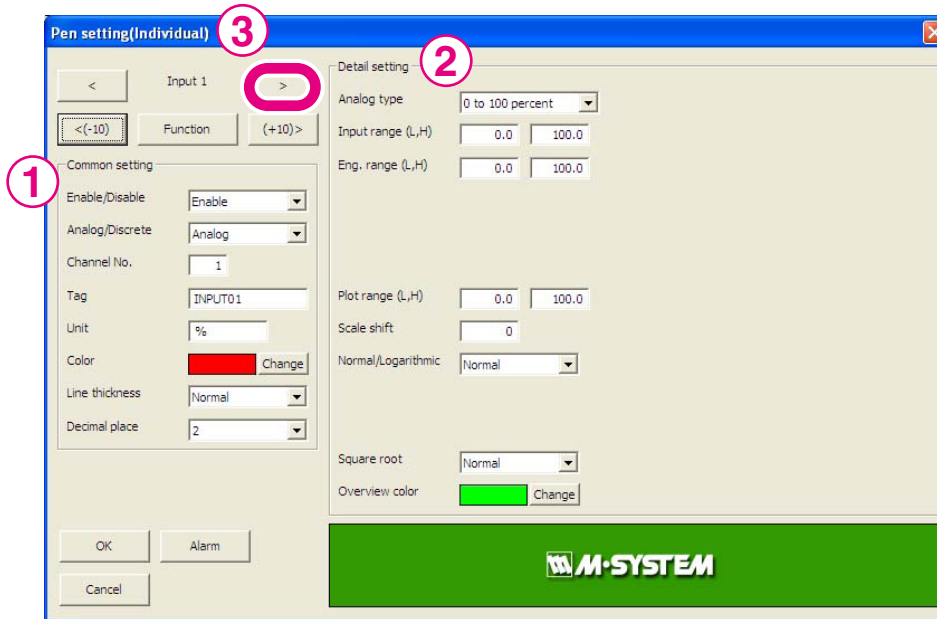 Pen setting(Individual)
3
<
Input 1
>
<(-10)
Function
(+10)>
1
Common setting
Enable/Disable
Enable
Analog/Discrete
Analog
Channel No.
1
Tag
INPUT01
Unit
%
Color
Change
Line thickness
Normal
Decimal place
2
2
Detail setting
Analog type
0 to 100 percent
Input range (L,H)
0.0
100.0
Eng. range (L,H)
0.0
100.0
Plot range (L,H)
0.0
100.0
Scale shift
0
Normal/Logarithmic
Normal
Square root
Normal
Overview color
Change
OK
Alarm
Cancel
M·SYSTEM